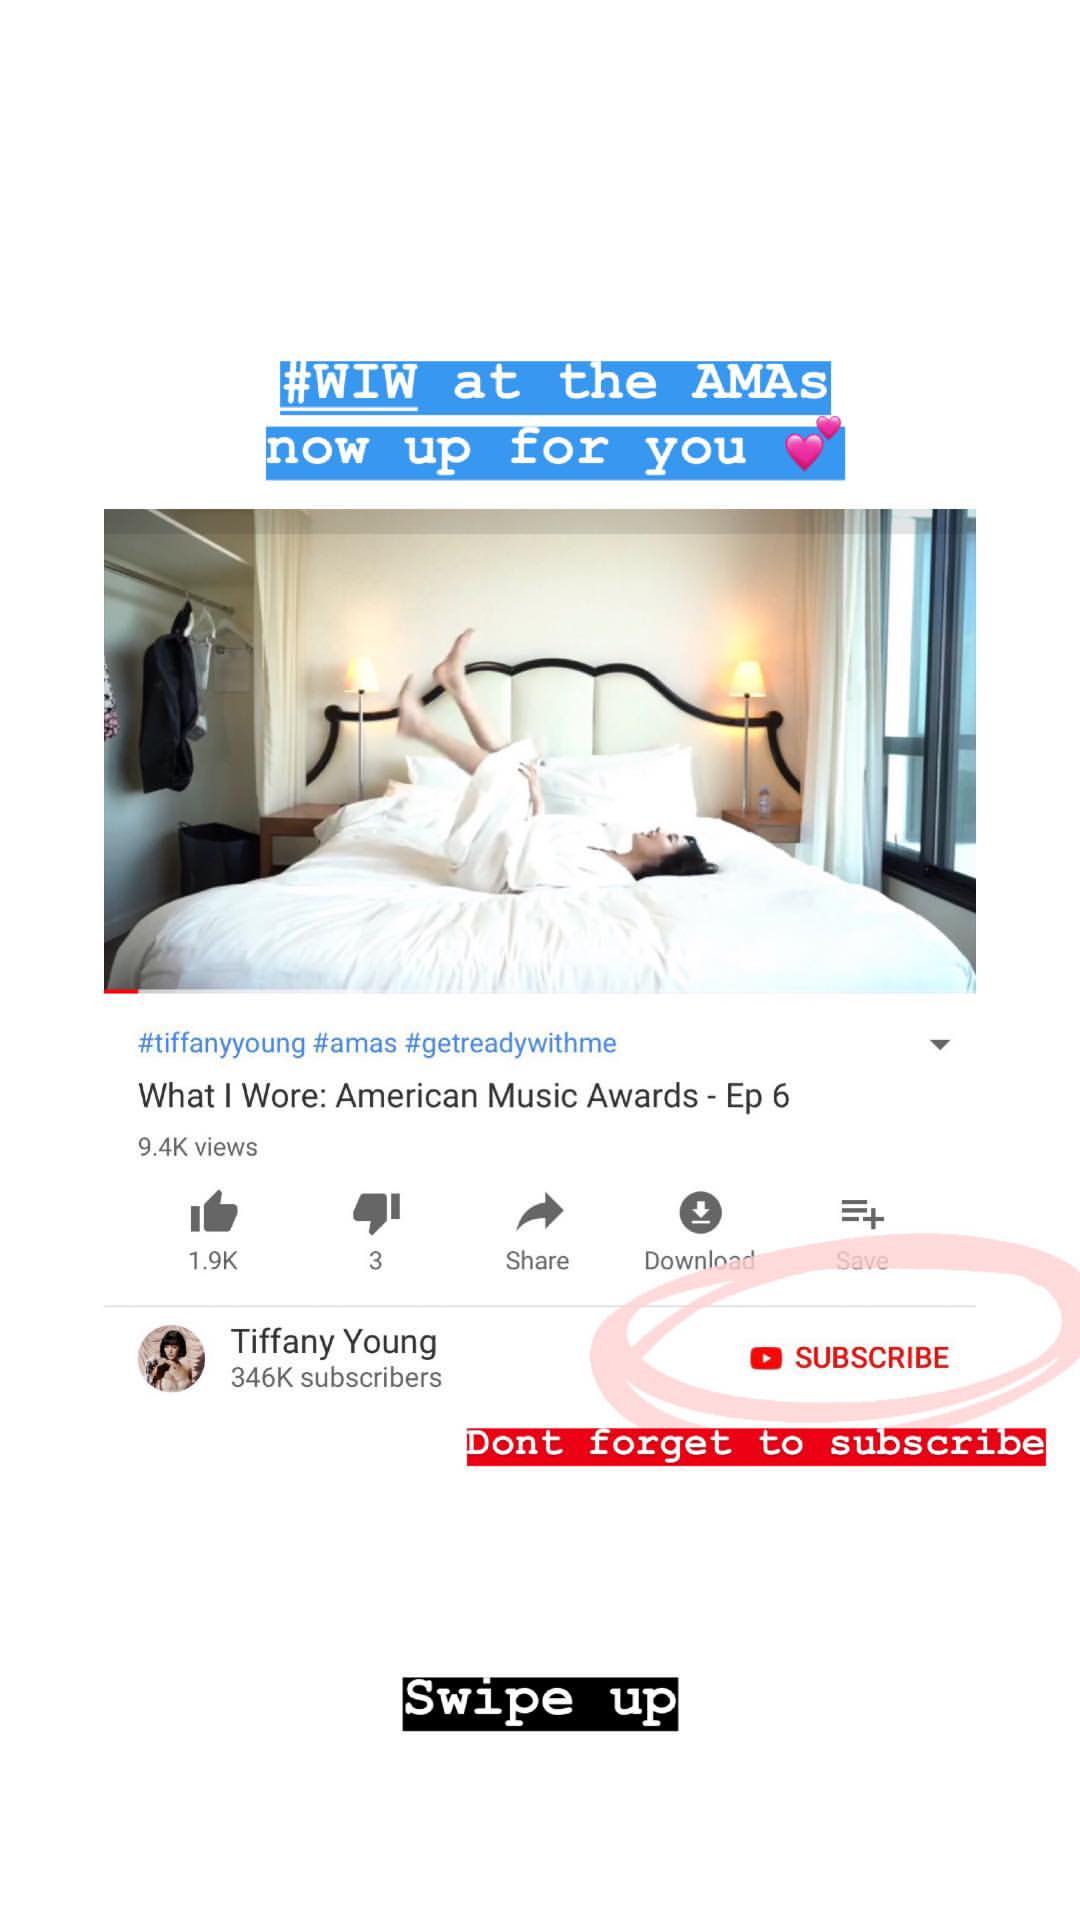 #WIW at the AMAs
now up for you 💕
#tiffanyyoung #amas #getreadywithme
What I Wore: American Music Awards - Ep 6
9.4K views
1.9K
3
Share
Download
Save
Tiffany Young
346K subscribers
SUBSCRIBE
Dont forget to subscribe
Swipe up